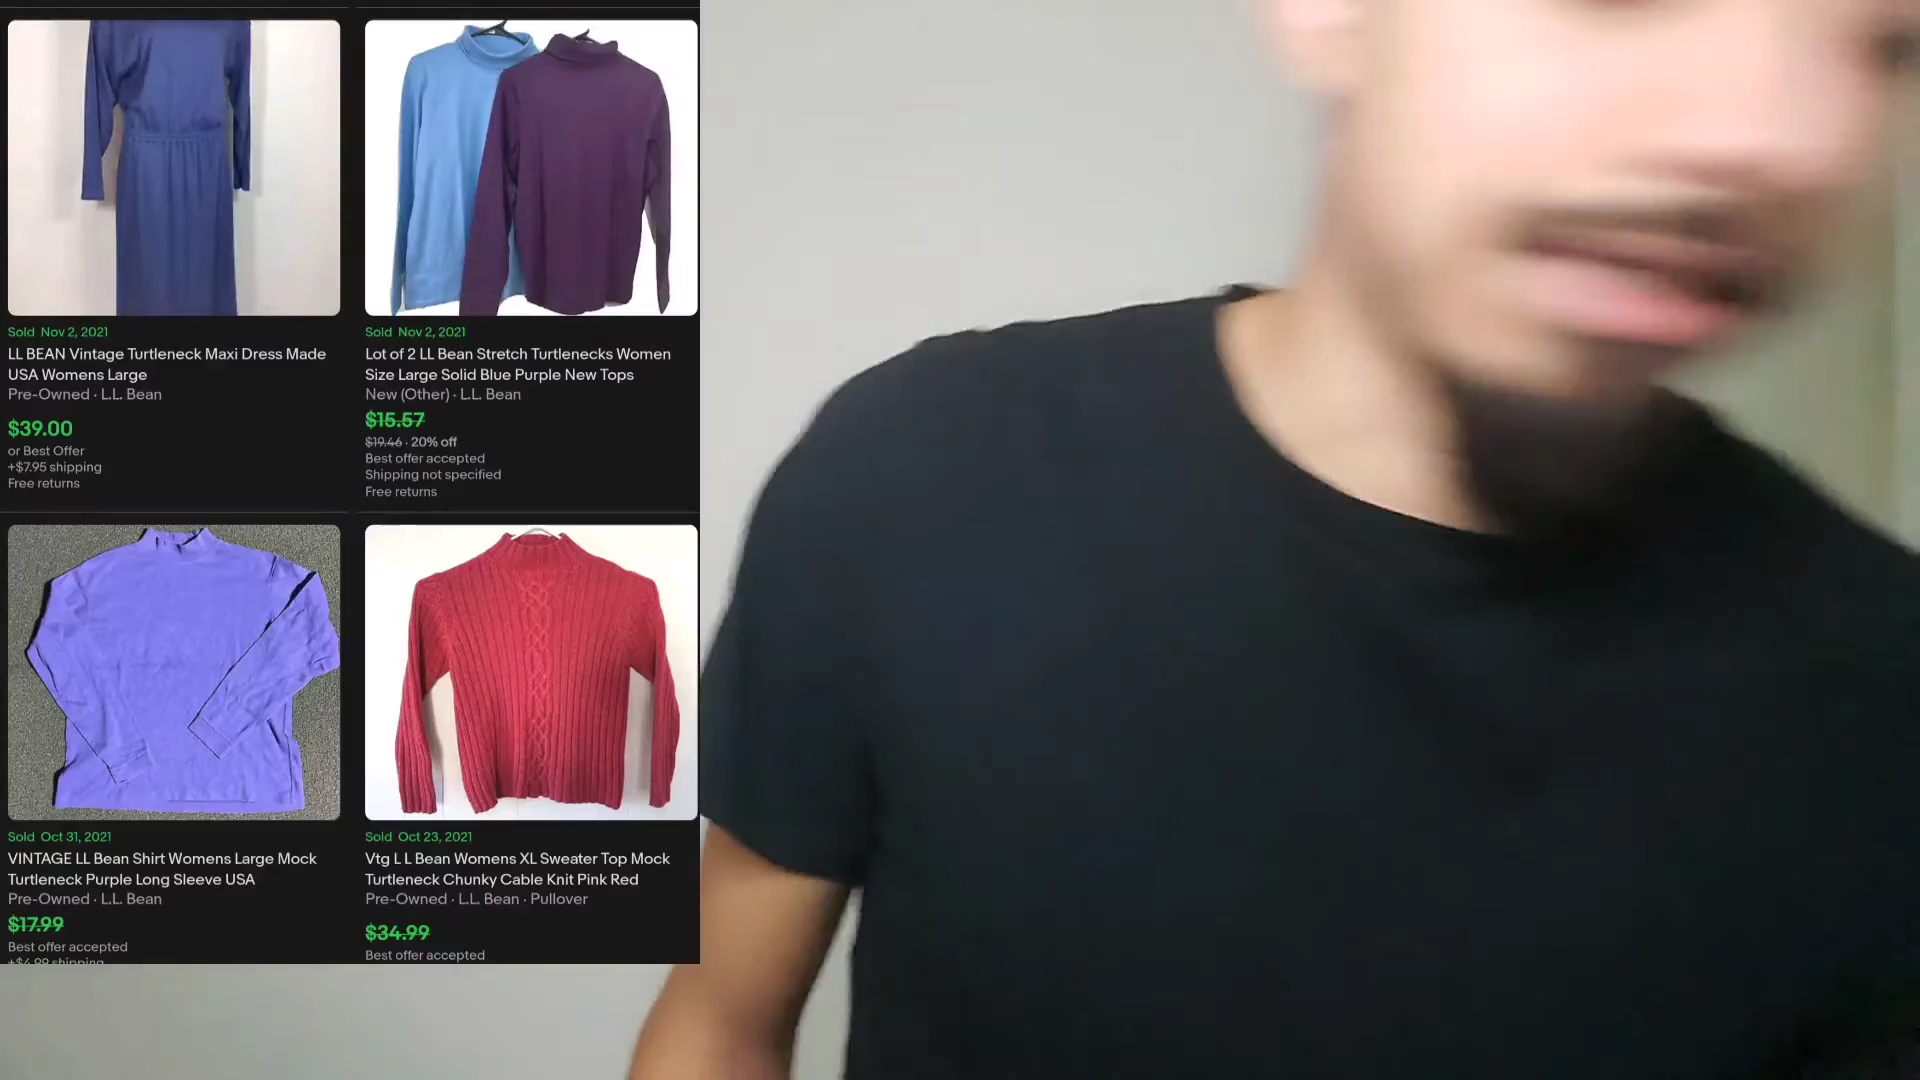 Sold Nov 2, 2021
LL BEAN Vintage Turtleneck Maxi Dress Made
USA Womens Large
Pre-Owned · L.L. Bean
$39.00
or Best Offer
+$7.95 shipping
Free returns
Sold Nov 2, 2021
Lot of 2 LL Bean Stretch Turtlenecks Women
Size Large Solid Blue Purple New Tops
New (Other) · L.L. Bean
$15.57
$19.46 · 20% off
Best offer accepted
Shipping not specified
Free returns
Sold Oct 31, 2021
VINTAGE LL Bean Shirt Womens Large Mock
Turtleneck Purple Long Sleeve USA
Pre-Owned · L.L. Bean
$17.99
Best offer accepted
+$4.99 shipping
Sold Oct 23, 2021
Vtg L L Bean Womens XL Sweater Top Mock
Turtleneck Chunky Cable Knit Pink Red
Pre-Owned · L.L. Bean · Pullover
$34.99
Best offer accepted